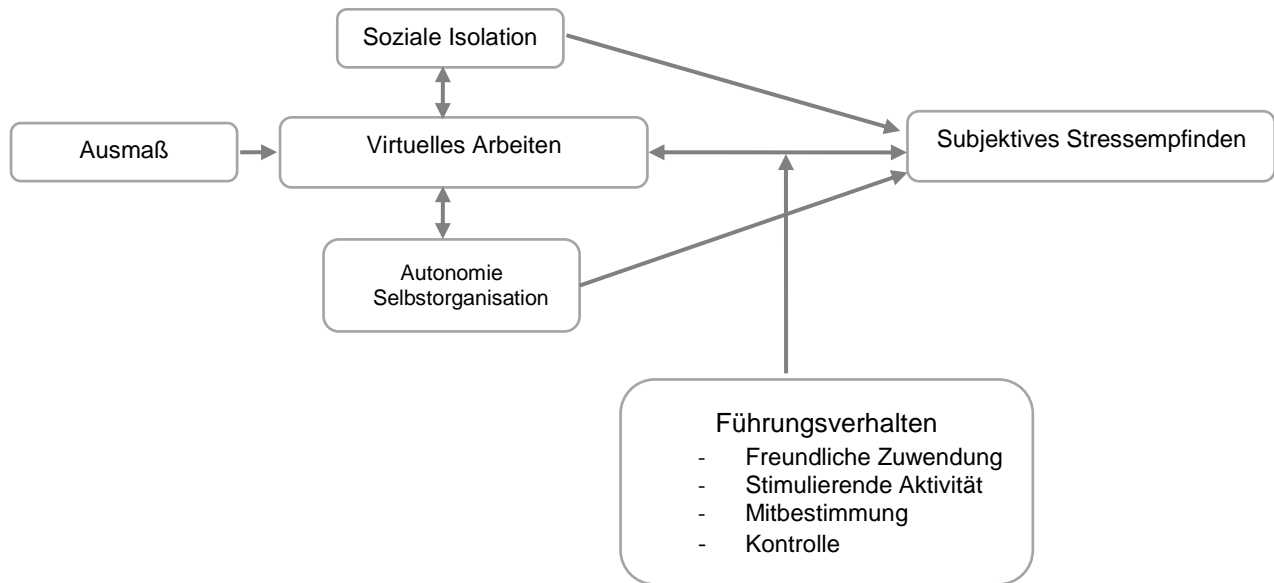 Soziale Isolation
Ausmaß
Virtuelles Arbeiten
Subjektives Stressempfinden
Autonomie
Selbstorganisation
Führungsverhalten
- Freundliche Zuwendung
- Stimulierende Aktivität
- Mitbestimmung
- Kontrolle